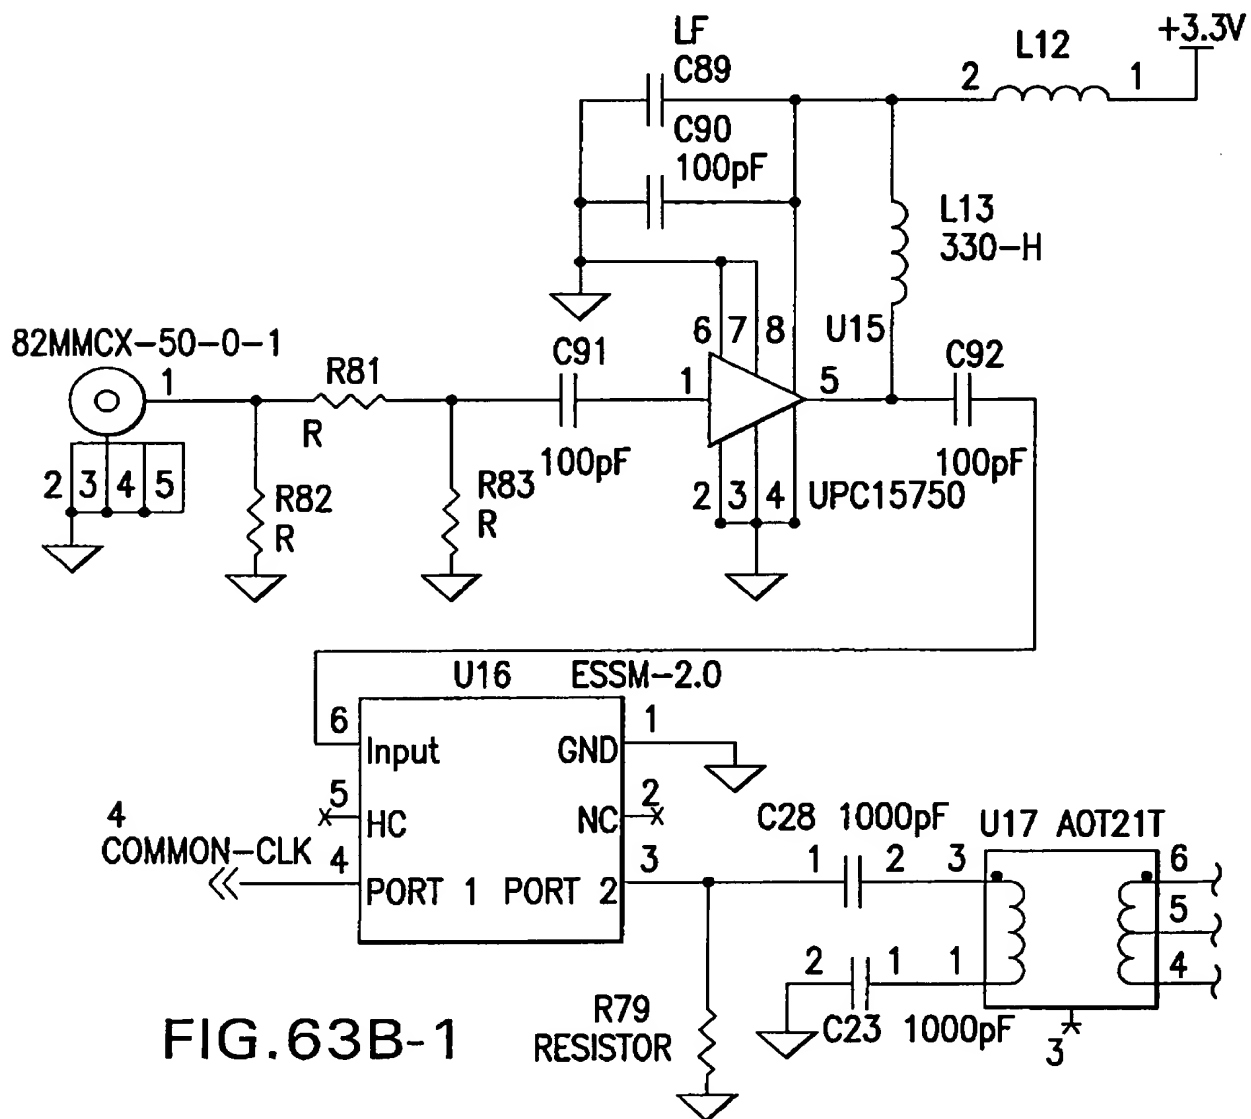 LF
C89
C90
100pF
L12
2
1
+3.3V
L13
330-H
6 7 8
U15
82MMCX-50-0-1
1
R81
R
C91
100pF
1
5
C92
100pF
2 3 4 5
R82
R
R83
R
2 3 4
UPC15750
U16 ESSM-2.0
6
Input
GND
1
5
HC
NC
2
4
COMMON-CLK
4
PORT 1
PORT 2
3
C28 1000pF
1 2 3
U17 AOT21T
6
5
4
2 1 1
C23 1000pF
3
R79
RESISTOR
FIG.63B-1